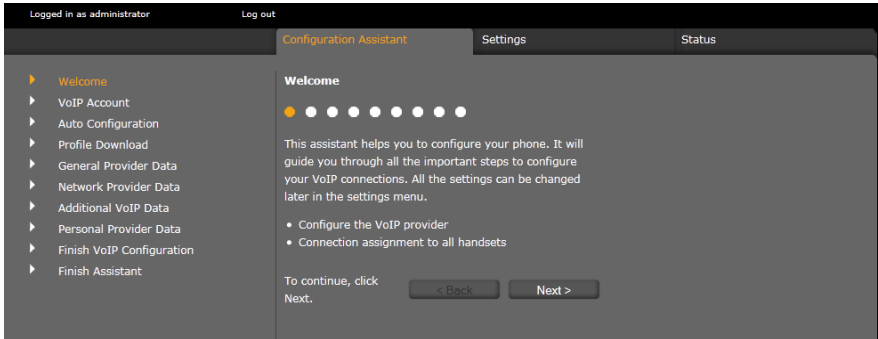 Logged in as administrator
Log out
Configuration Assistant
Settings
Status
Welcome
VoIP Account
Auto Configuration
Profile Download
General Provider Data
Network Provider Data
Additional VoIP Data
Personal Provider Data
Finish VoIP Configuration
Finish Assistant
Welcome
This assistant helps you to configure your phone. It will
guide you through all the important steps to configure
your VoIP connections. All the settings can be changed
later in the settings menu.
• Configure the VoIP provider
• Connection assignment to all handsets
To continue, click
Next.
< Back
Next >